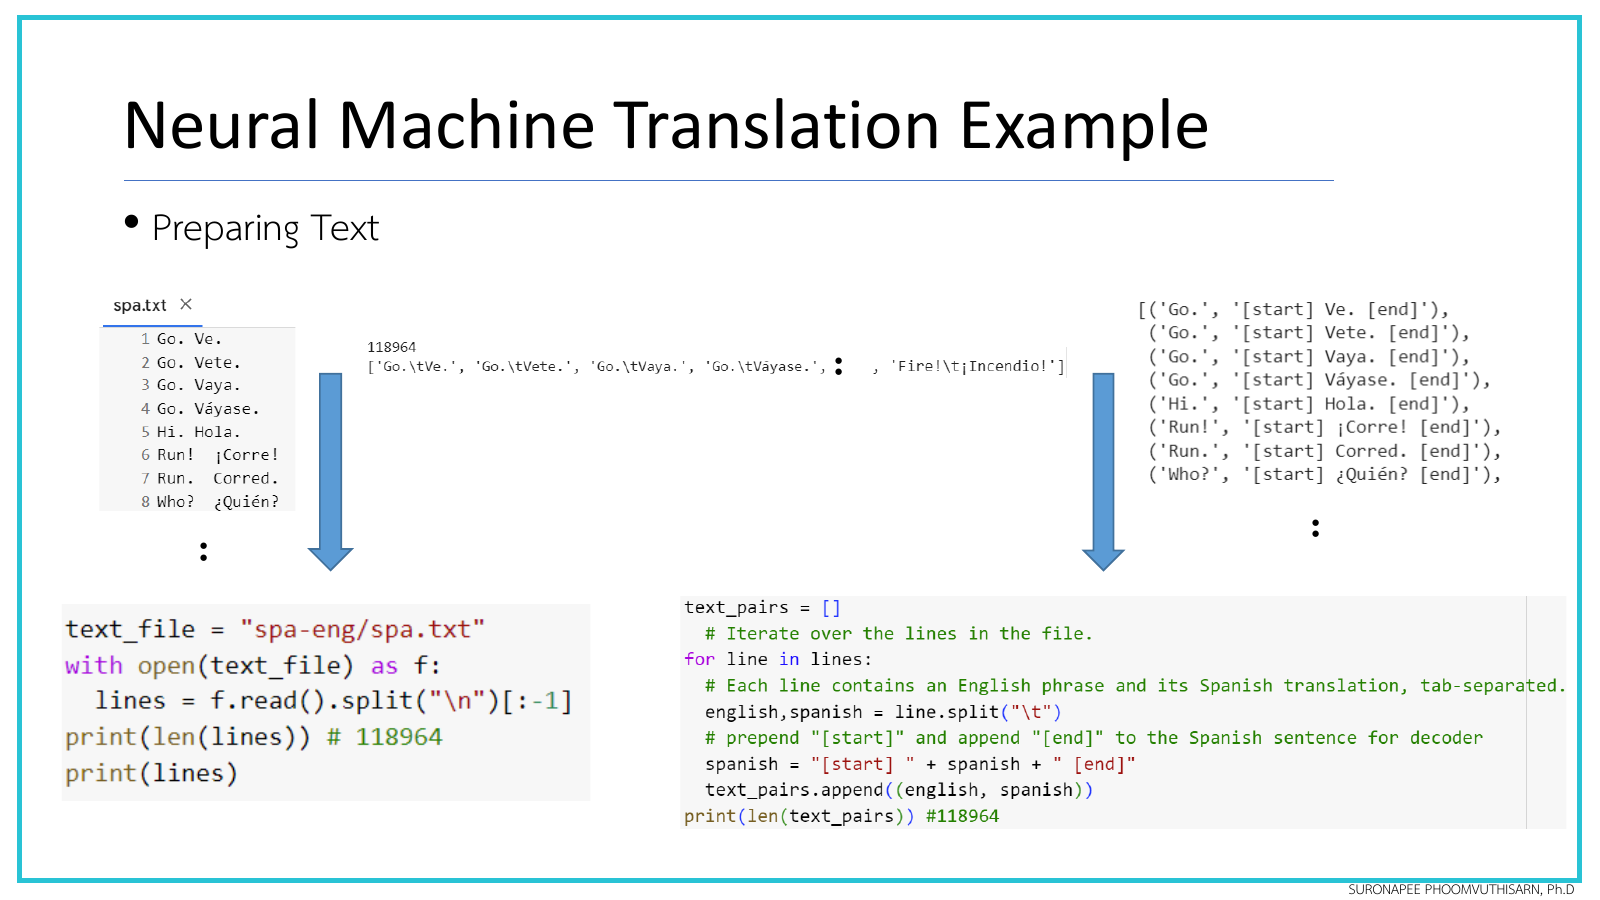 Neural Machine Translation Example
• Preparing Text
spa.txt ×
1 Go. Ve.
2 Go. Vete.
3 Go. Vaya.
4 Go. Váyase.
5 Hi. Hola.
6 Run! ¡Corre!
7 Run. Corred.
8 Who? ¿Quién?
:
118964
['Go.\tVe.', 'Go.\tVete.', 'Go.\tVaya.', 'Go.\tVáyase.', : , 'Fire!\t¡Incendio!']
[('Go.', '[start] Ve. [end]'),
('Go.', '[start] Vete. [end]'),
('Go.', '[start] Vaya. [end]'),
('Go.', '[start] Váyase. [end]'),
('Hi.', '[start] Hola. [end]'),
('Run!', '[start] ¡Corre! [end]'),
('Run.', '[start] Corred. [end]'),
('Who?', '[start] ¿Quién? [end]'),
:
text_file = "spa-eng/spa.txt"
with open(text_file) as f:
  lines = f.read().split("\n")[:-1]
print(len(lines)) # 118964
print(lines)
text_pairs = []
  # Iterate over the lines in the file.
for line in lines:
  # Each line contains an English phrase and its Spanish translation, tab-separated.
  english,spanish = line.split("\t")
  # prepend "[start]" and append "[end]" to the Spanish sentence for decoder
  spanish = "[start] " + spanish + " [end]"
  text_pairs.append((english, spanish))
print(len(text_pairs)) #118964
SURONAPEE PHOOMVUTHISARN, Ph.D